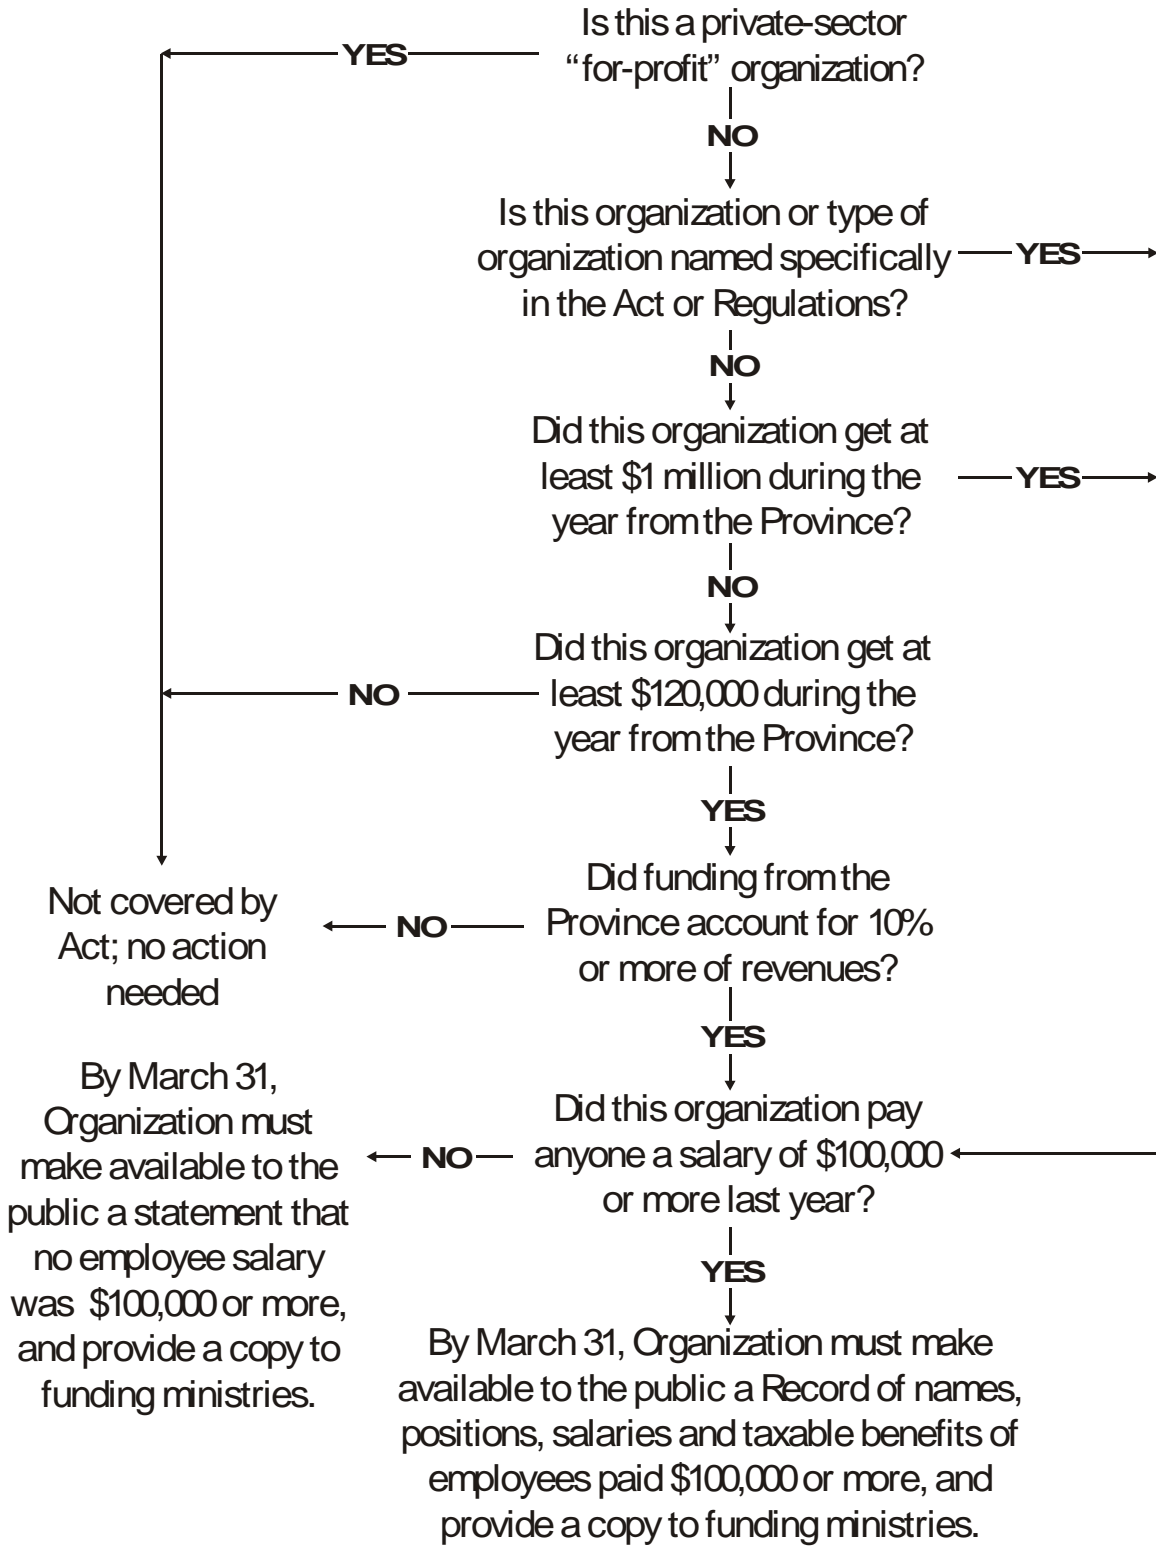 Is this a private-sector
“for-profit” organization?
YES
NO
Is this organization or type of
organization named specifically
in the Act or Regulations?
YES
NO
Did this organization get at
least $1 million during the
year from the Province?
YES
NO
Did this organization get at
least $120,000 during the
year from the Province?
NO
YES
Did funding from the
Province account for 10%
or more of revenues?
NO
Not covered by
Act; no action
needed
YES
Did this organization pay
anyone a salary of $100,000
or more last year?
NO
By March 31,
Organization must
make available to the
public a statement that
no employee salary
was $100,000 or more,
and provide a copy to
funding ministries.
YES
By March 31, Organization must make
available to the public a Record of names,
positions, salaries and taxable benefits of
employees paid $100,000 or more, and
provide a copy to funding ministries.